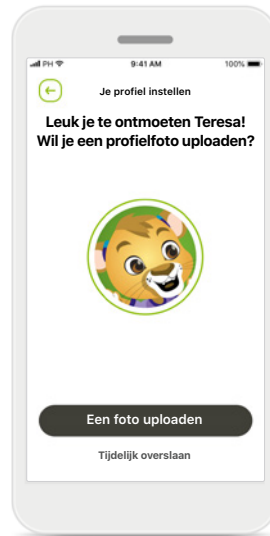 PH 9:41 AM 100%
Je profiel instellen
Leuk je te ontmoeten Teresa!
Wil je een profielfoto uploaden?
Een foto uploaden
Tijdelijk overslaan